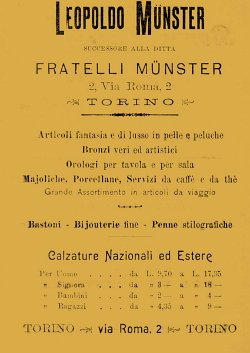 LEOPOLDO MÜNSTER
SUCCESSORE ALLA DITTA
FRATELLI MÜNSTER
2, Via Roma, 2
TORINO
Articoli fantasia e di lusso in pelle e peluche
Bronzi veri ed artistici
Orologi per tavola e per sala
Majoliche, Porcellane, Servizi da caffè e da thè
Grande Assortimento in articoli da viaggio
Bastoni - Bijouterie fine - Penne stilografiche
Calzature Nazionali ed Estere
Per Uomo . . . . da L. 9,70 a L. 17,35
" Signora . . . . da " 3 — a " 18 —
" Bambini . . . . da " 2 — a " 4 —
" Ragazzi . . . . da " 4,35 a " 9 —
TORINO via Roma, 2 TORINO